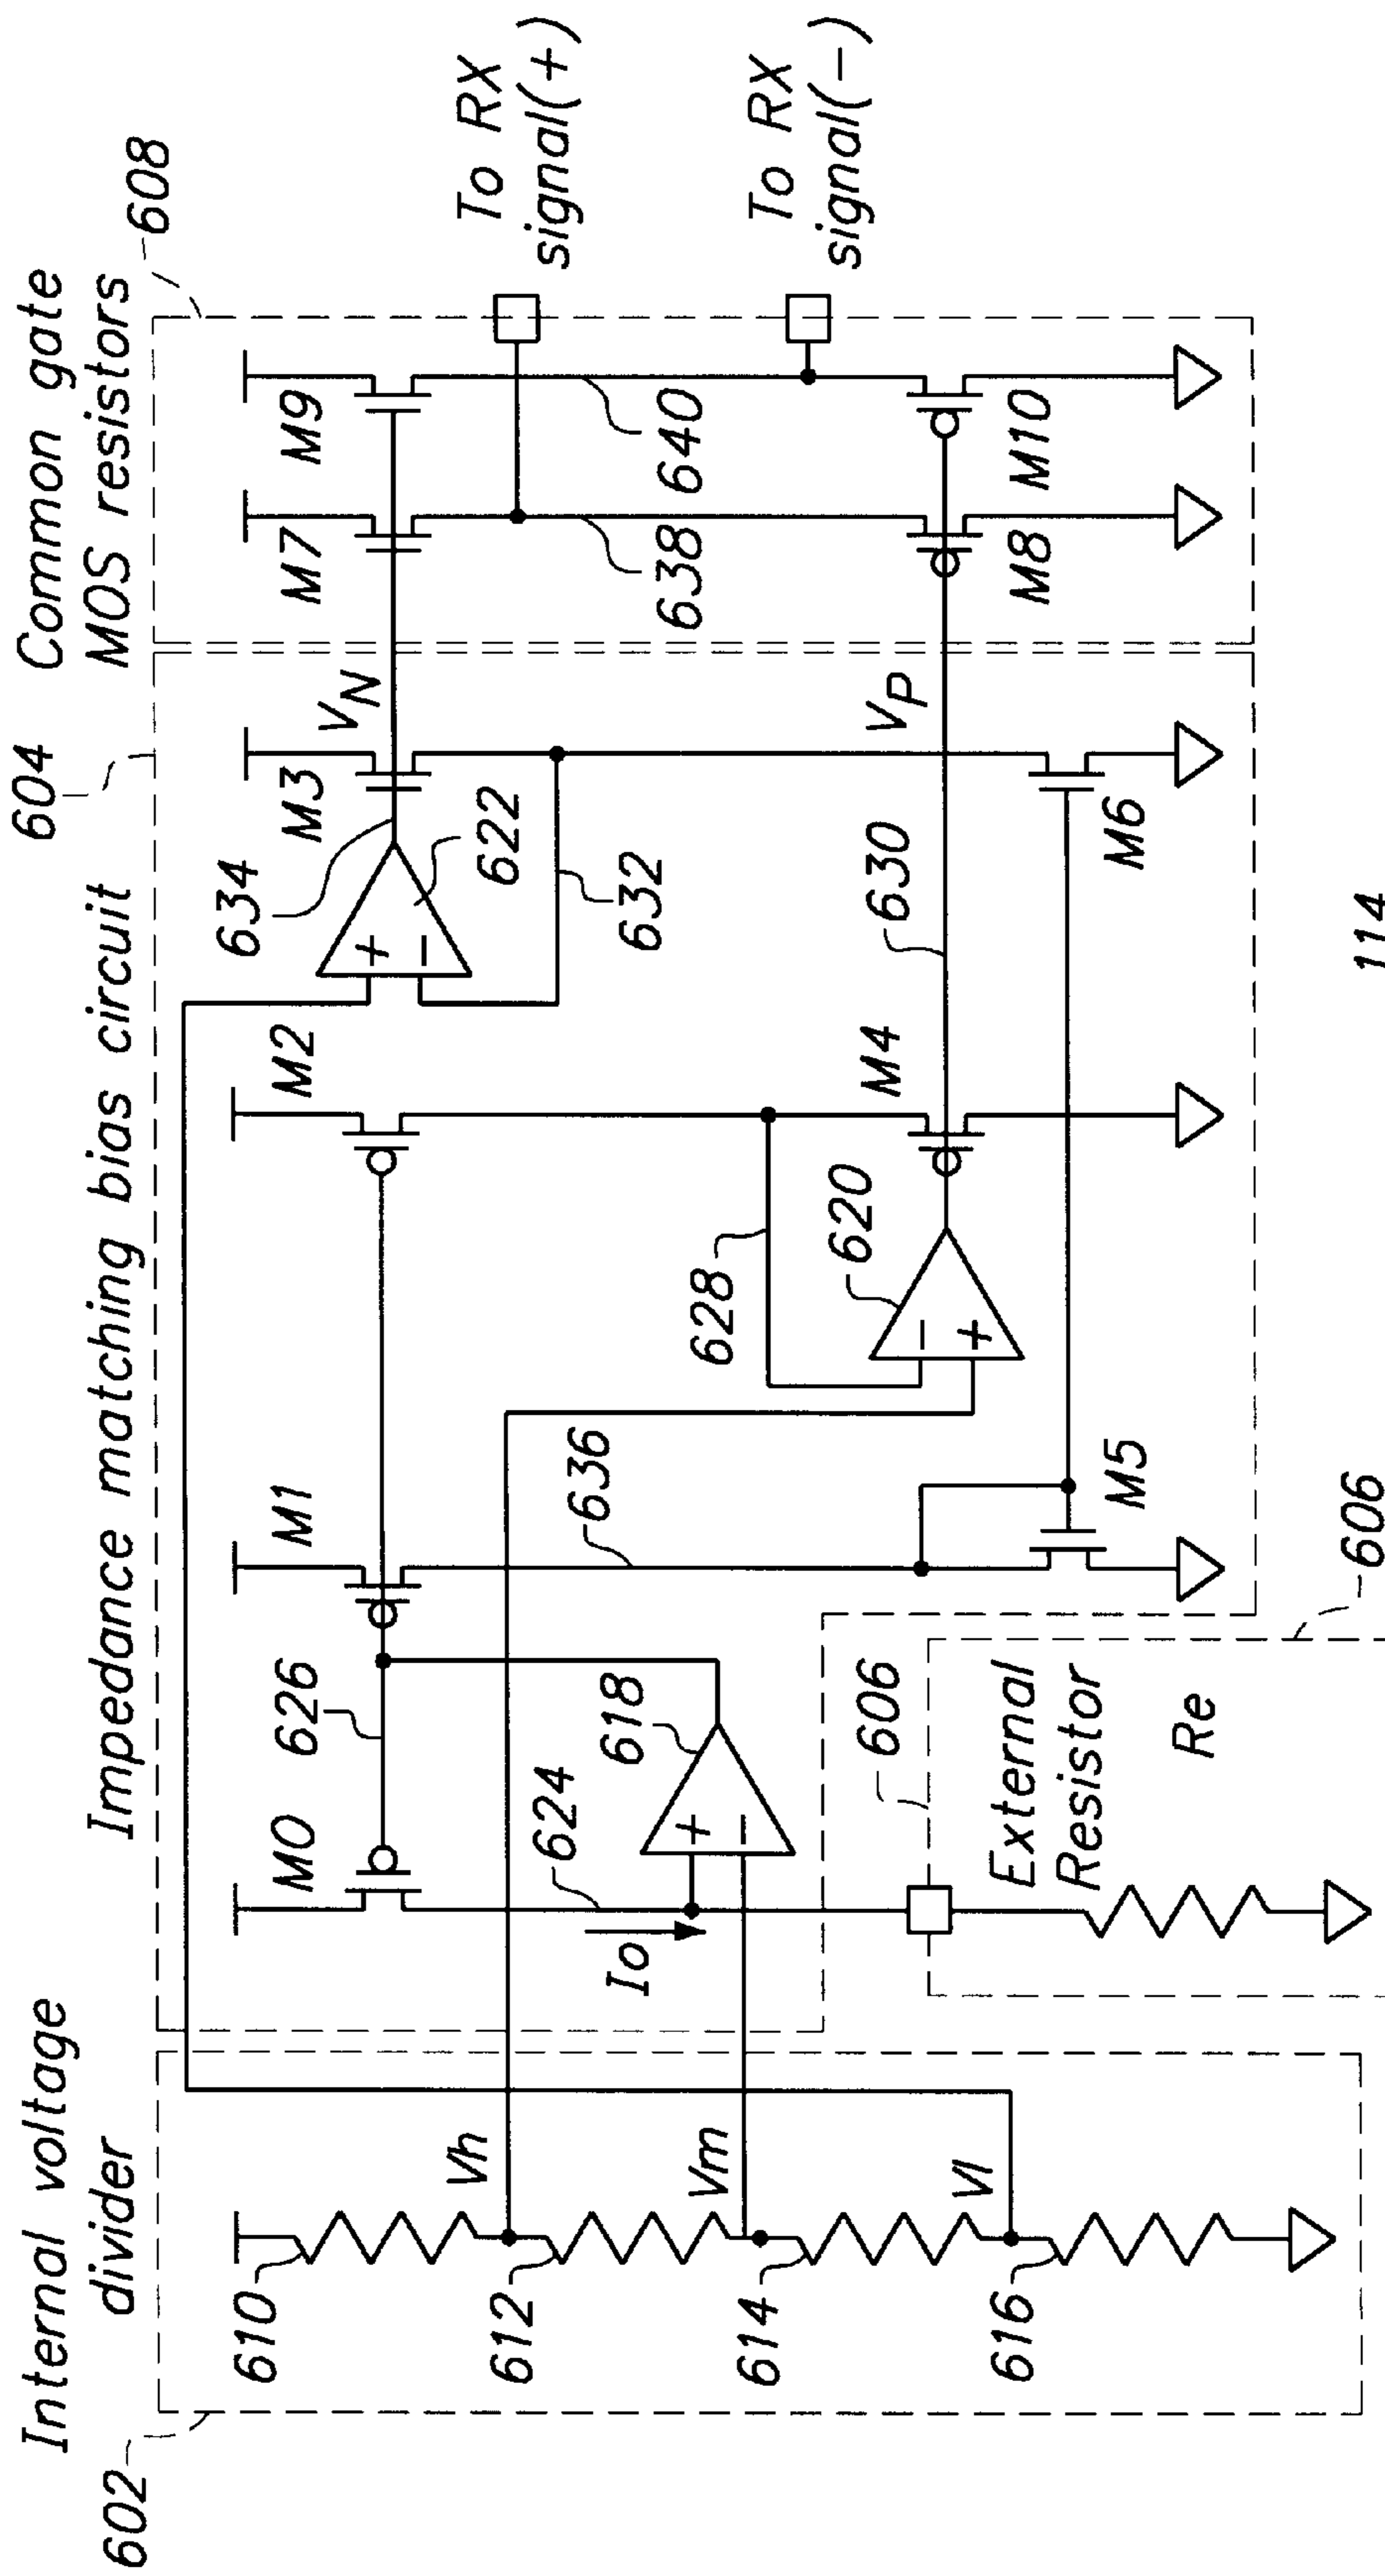 Internal voltage
divider
602
610
612
614
616
Vh
Vm
Vl
Impedance matching bias circuit
604
M0
626
M1
M2
M3
VN
634
+
−
622
632
Io
624
618
+
−
636
628
620
−
+
M4
630
VP
M5
M6
606
External
Resistor
Re
606
Common gate
MOS resistors
608
M7
M9
638
640
M8
M10
To RX
signal(+)
To RX
signal(−)
114